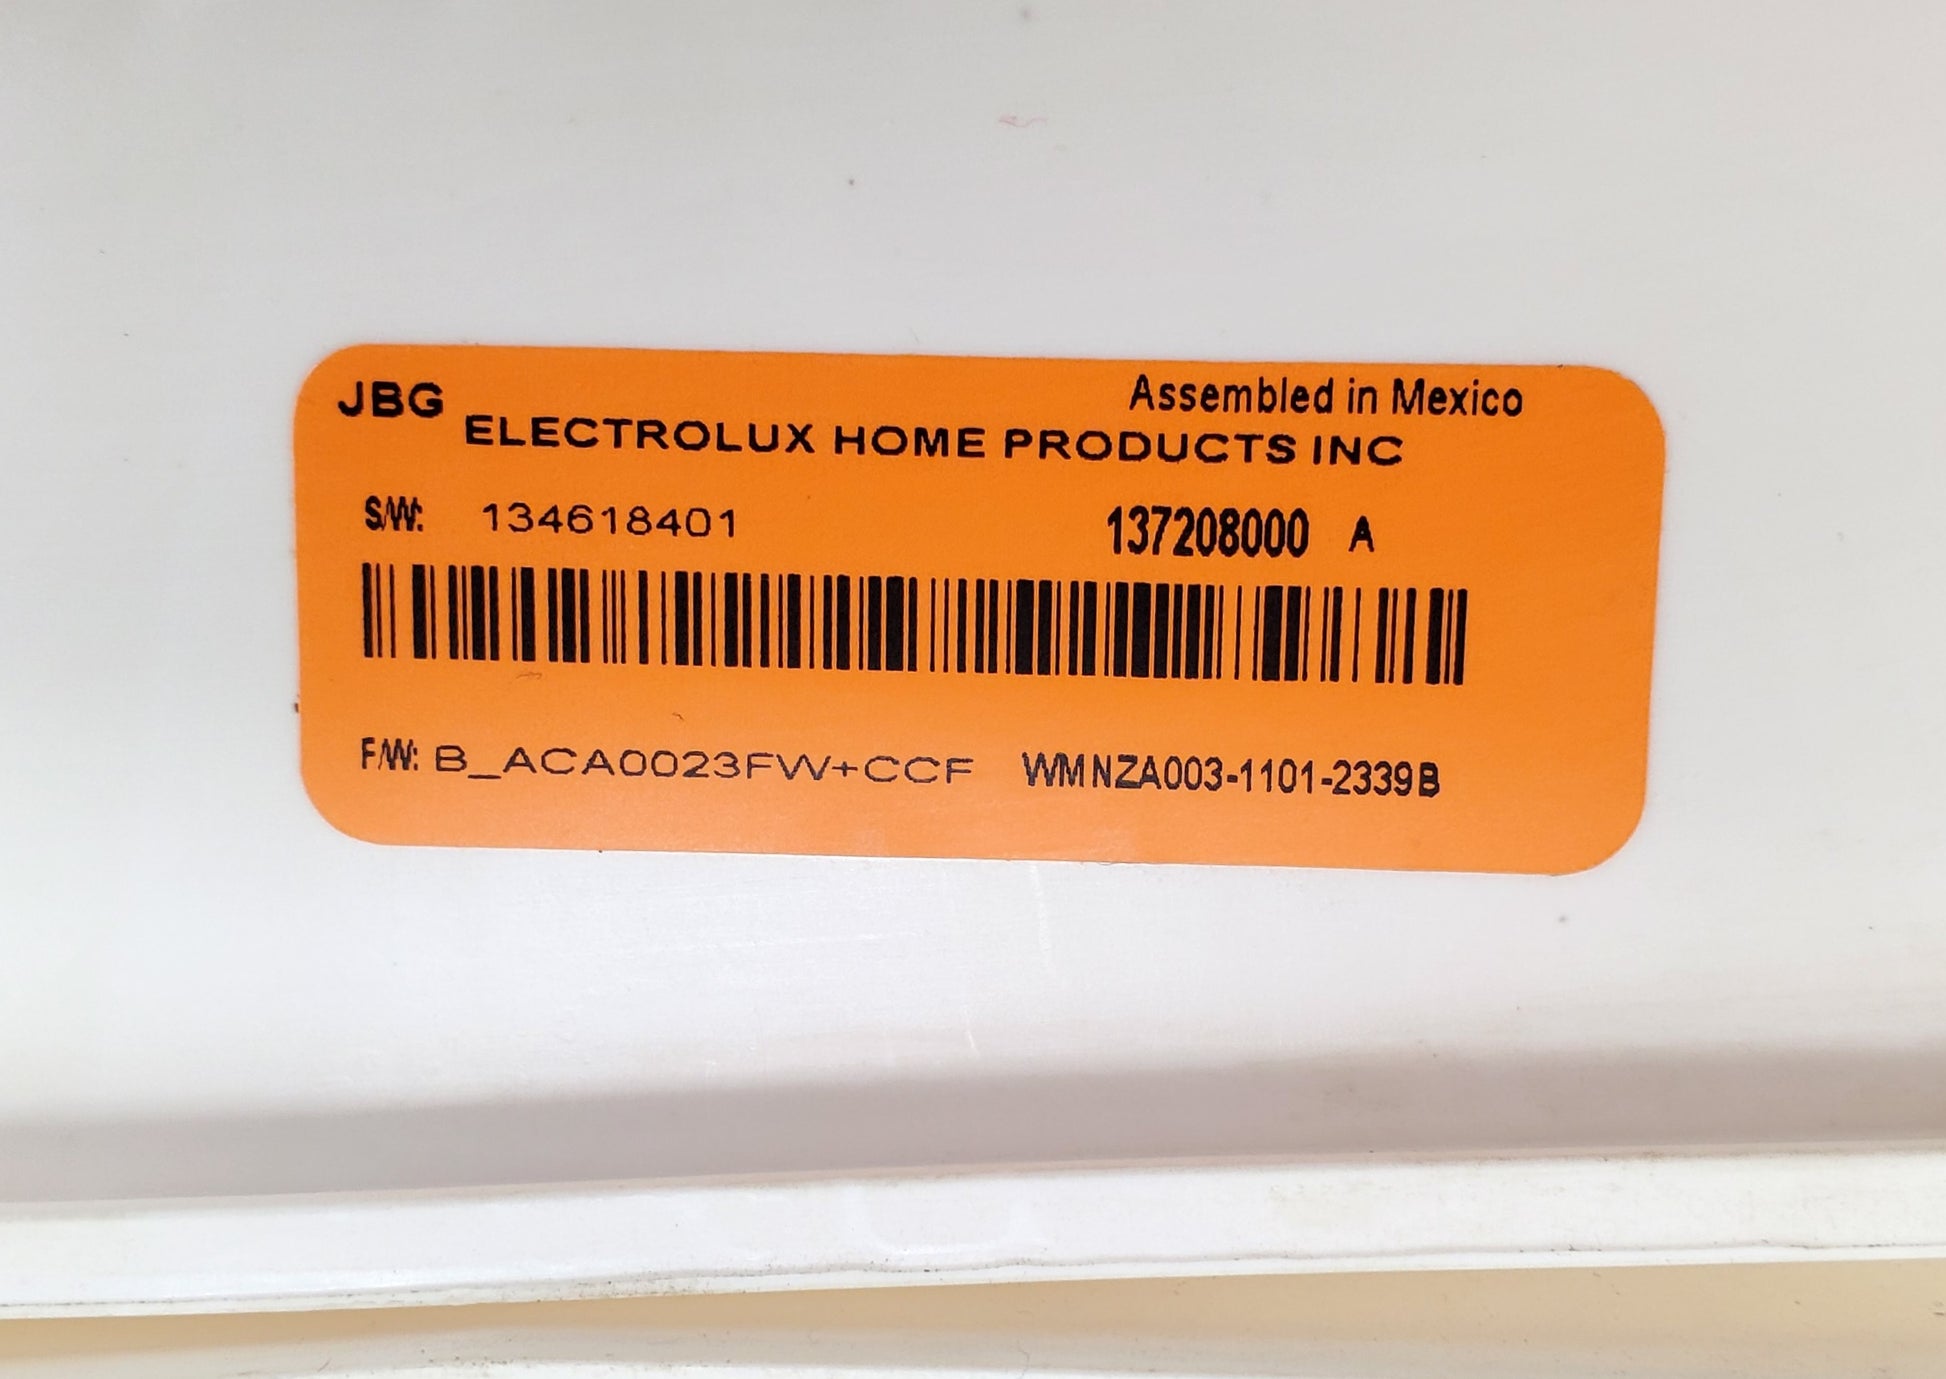 JBG
Assembled in Mexico
ELECTROLUX HOME PRODUCTS INC
S/W: 134618401 137208000 A
F/W: B_ACA0023FW+CCF WMNZA003-1101-2339B